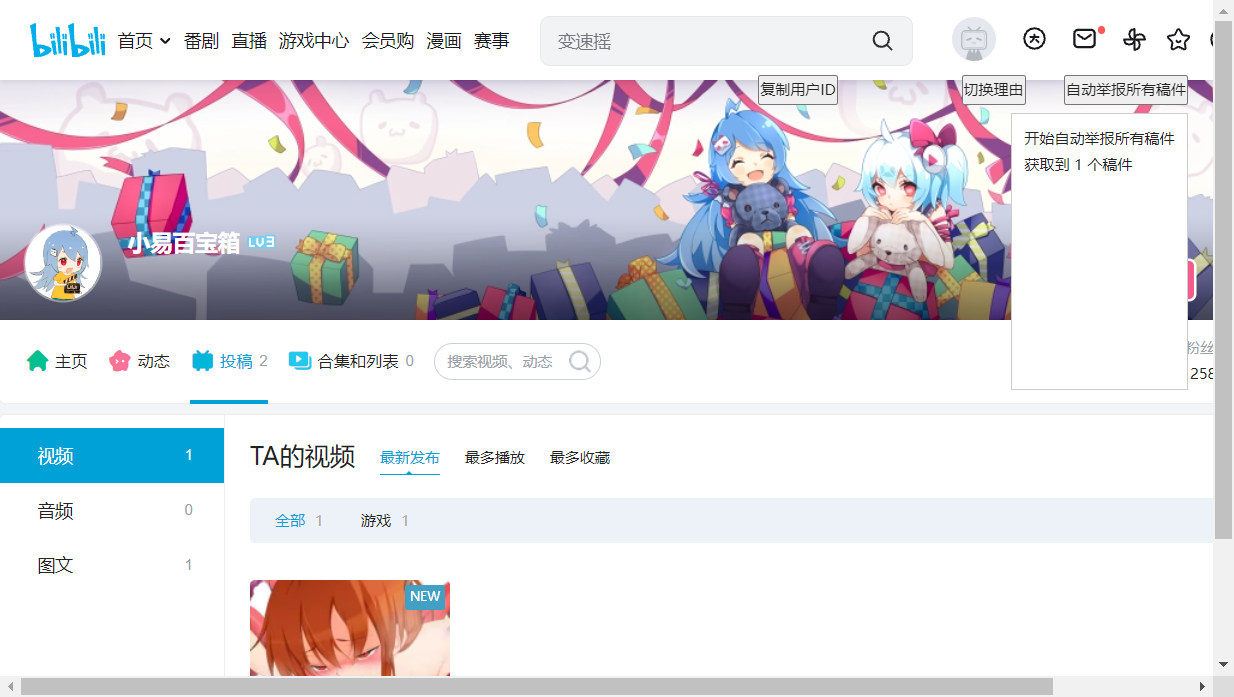 bilibili 首页 番剧 直播 游戏中心 会员购 漫画 赛事 变速摇
复制用户ID 切换理由 自动举报所有稿件
开始自动举报所有稿件
获取到 1 个稿件
小易百宝箱 LV3
主页 动态 投稿 2 合集和列表 0 搜索视频、动态
粉丝
258
视频 1
音频 0
图文 1
TA的视频 最新发布 最多播放 最多收藏
全部 1 游戏 1
NEW